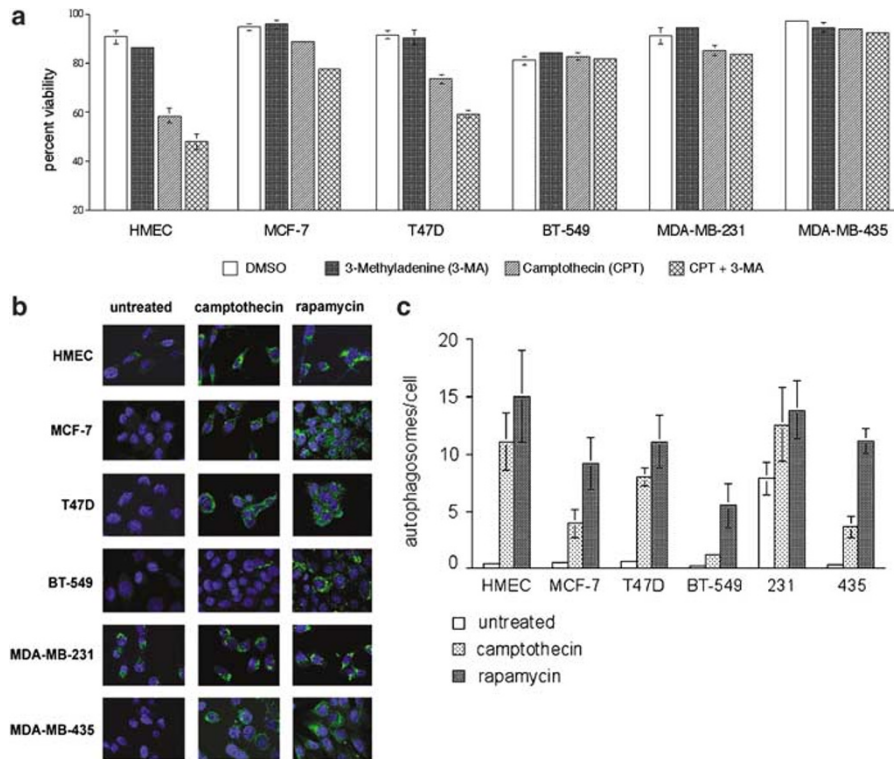 a
percent viability
100
80
60
40
20
HMEC MCF-7 T47D BT-549 MDA-MB-231 MDA-MB-435
DMSO 3-Methyladenine (3-MA) Camptothecin (CPT) CPT + 3-MA
b
untreated camptothecin rapamycin
HMEC
MCF-7
T47D
BT-549
MDA-MB-231
MDA-MB-435
c
autophagosomes/cell
20
15
10
5
0
HMEC MCF-7 T47D BT-549 231 435
untreated
camptothecin
rapamycin